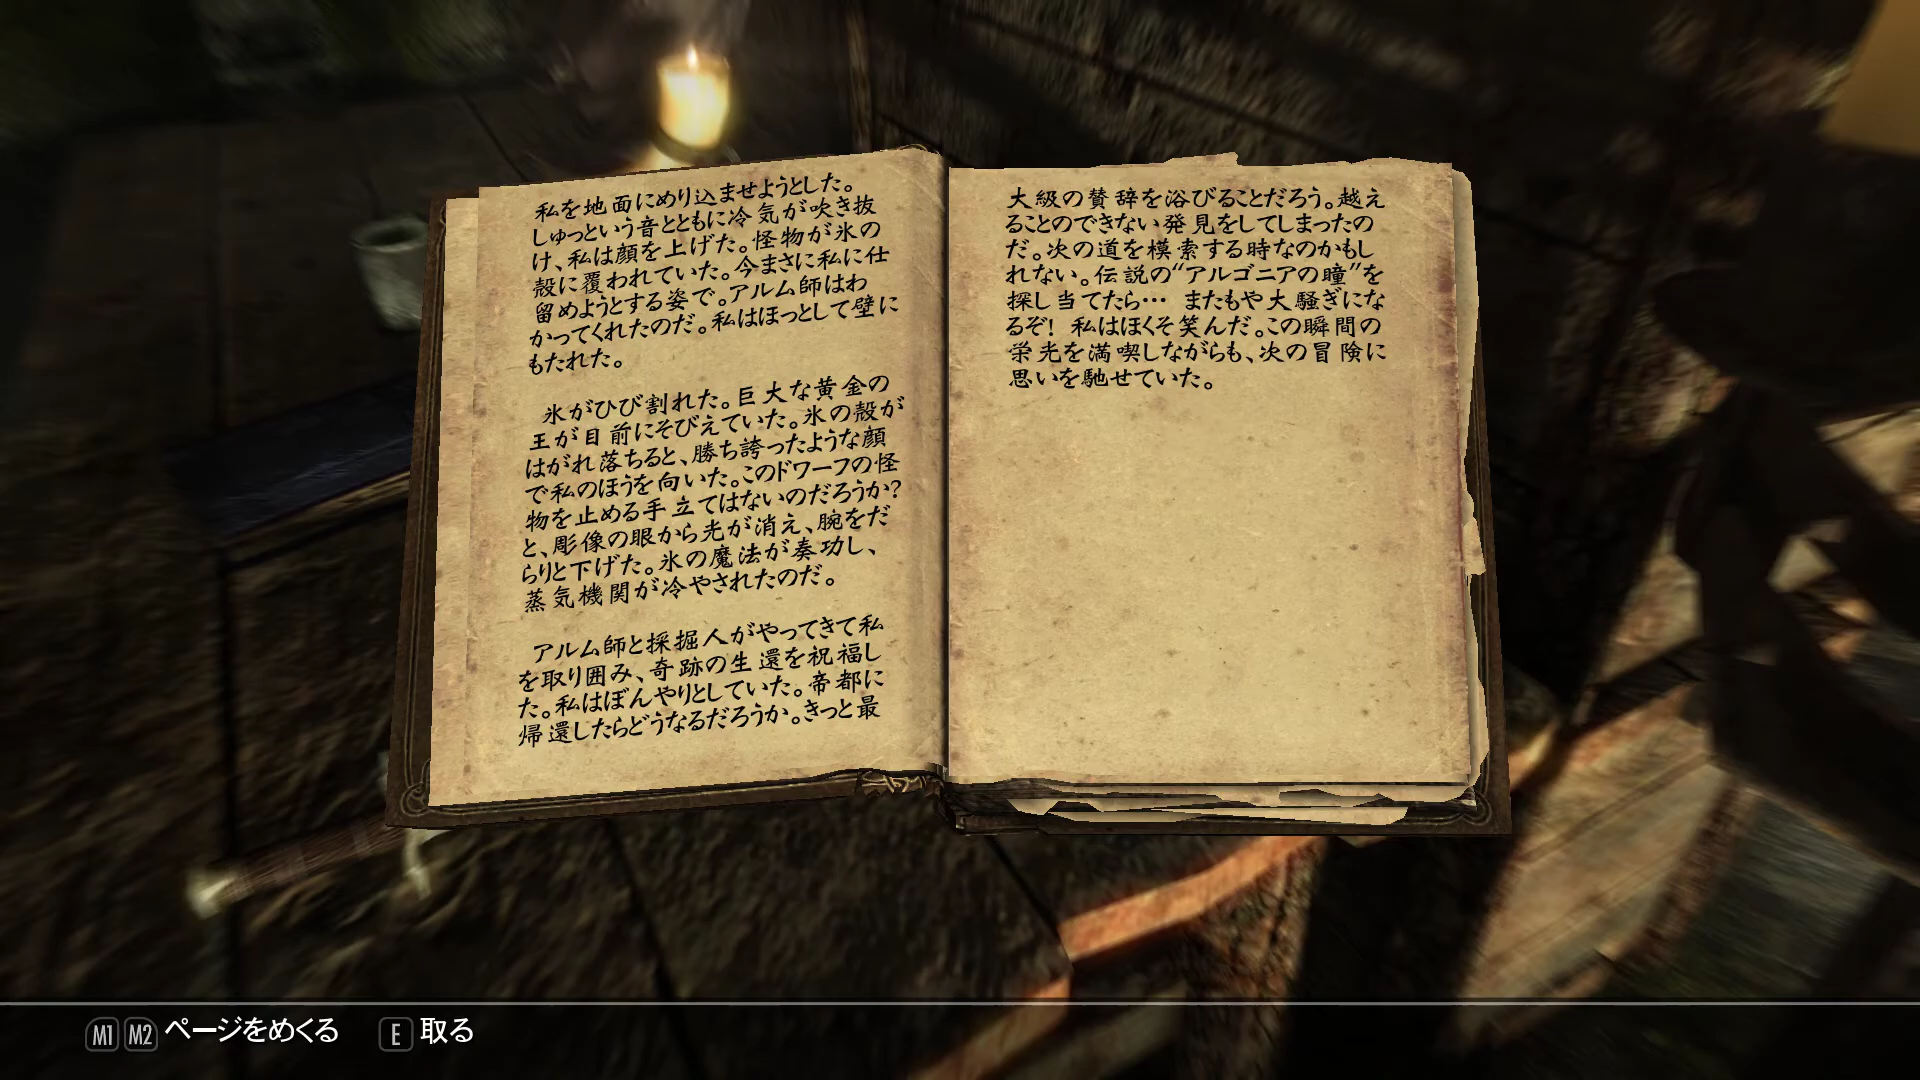 私を地面にめり込ませようとした。
しゅっという音とともに冷気が吹き抜
け、私は顔を上げた。怪物が氷の
殻に覆われていた。今まさに私に仕
留めようとする姿で。アルム師はわ
かってくれたのだ。私はほっとして壁に
もたれた。
氷がひび割れた。巨大な黄金の
王が目前にそびえていた。氷の殻が
はがれ落ちると、勝ち誇ったような顔
で私のほうを向いた。このドワーフの怪
物を止める手立てはないのだろうか?
と、彫像の眼から光が消え、腕をだ
らりと下げた。氷の魔法が奏功し、
蒸気機関が冷やされたのだ。
アルム師と採掘人がやってきて私
を取り囲み、奇跡の生還を祝福し
た。私はぼんやりとしていた。帝都に
帰還したらどうなるだろうか。きっと最
大級の賛辞を浴びることだろう。越え
ることのできない発見をしてしまったの
だ。次の道を模索する時なのかもし
れない。伝説の“アルゴニアの瞳”を
探し当てたら… またもや大騒ぎにな
るぞ! 私はほくそ笑んだ。この瞬間の
栄光を満喫しながらも、次の冒険に
思いを馳せていた。
M1 M2 ページをめくる E 取る